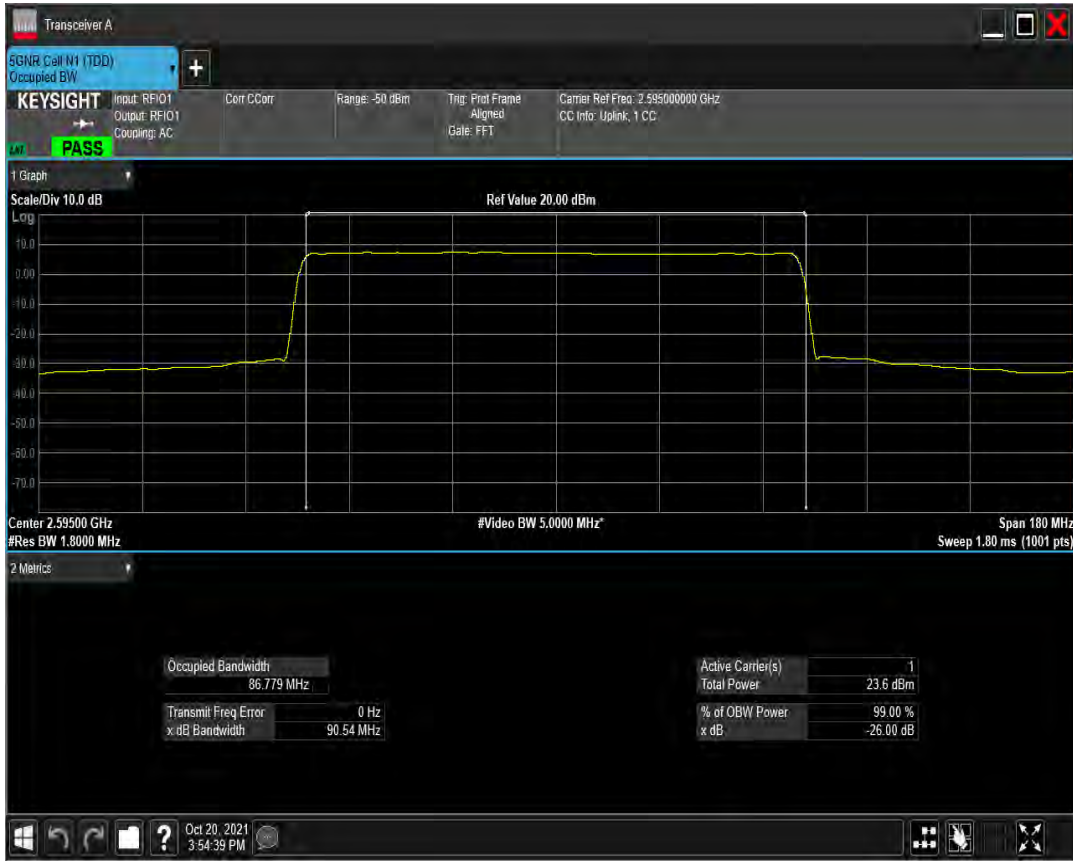 Transceiver A
5GNR Cell N1 (TDD)
Occupied BW
KEYSIGHT
Input: RFIO1
Output: RFIO1
Coupling: AC
Corr CCorr
Range: -50 dBm
Trig: Prot Frame
Aligned
Gate: FFT
Carrier Ref Freq: 2.595000000 GHz
CC Info: Uplink, 1 CC
PASS
1 Graph
Scale/Div 10.0 dB
Ref Value 20.00 dBm
Log
10.0
0.00
-10.0
-20.0
-30.0
-40.0
-50.0
-60.0
-70.0
Center 2.59500 GHz
#Video BW 5.0000 MHz*
Span 180 MHz
#Res BW 1.8000 MHz
Sweep 1.80 ms (1001 pts)
2 Metrics
Occupied Bandwidth
86.779 MHz
Transmit Freq Error 0 Hz
x dB Bandwidth 90.54 MHz
Active Carrier(s) 1
Total Power 23.6 dBm
% of OBW Power 99.00 %
x dB -26.00 dB
?
Oct 20, 2021
3:54:39 PM